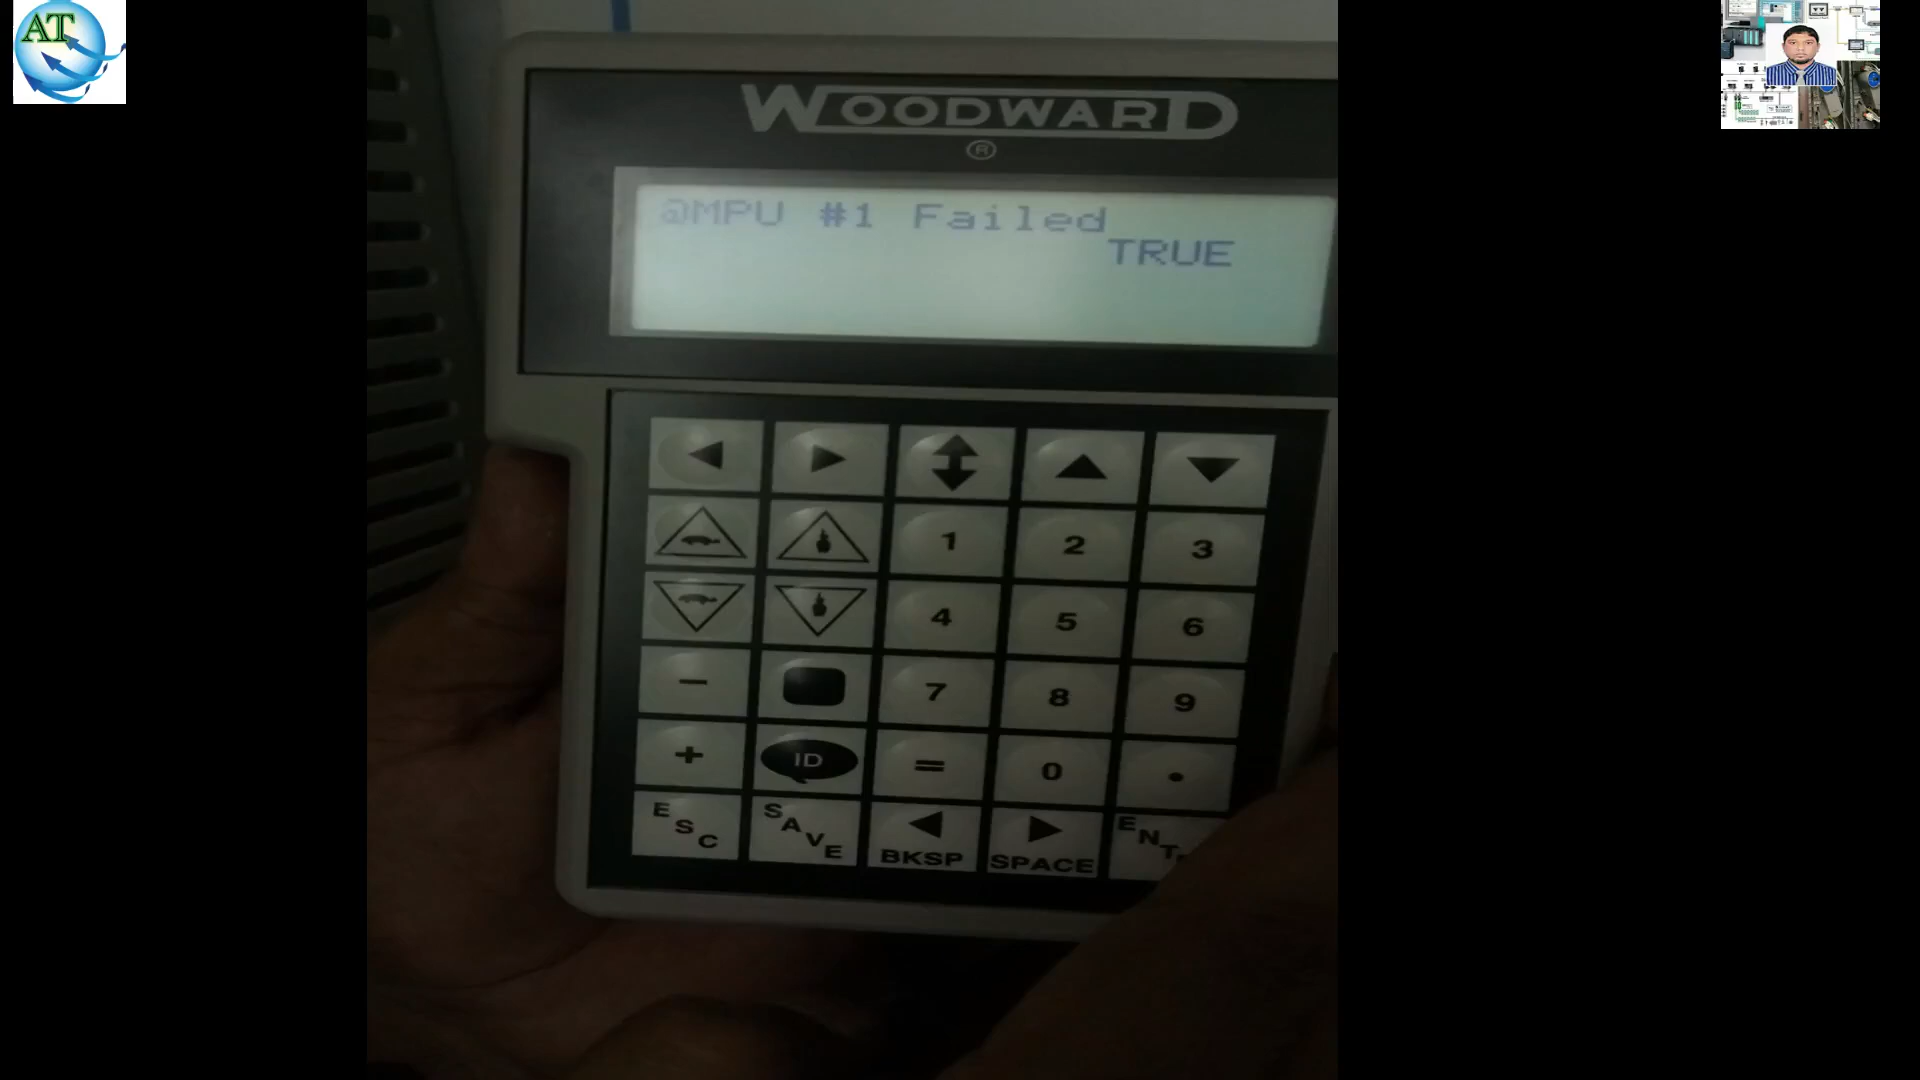 AT
WOODWARD
®
@MPU #1 Failed
TRUE
1 2 3
4 5 6
- 7 8 9
+ ID = 0 .
ESC SAVE BKSP SPACE